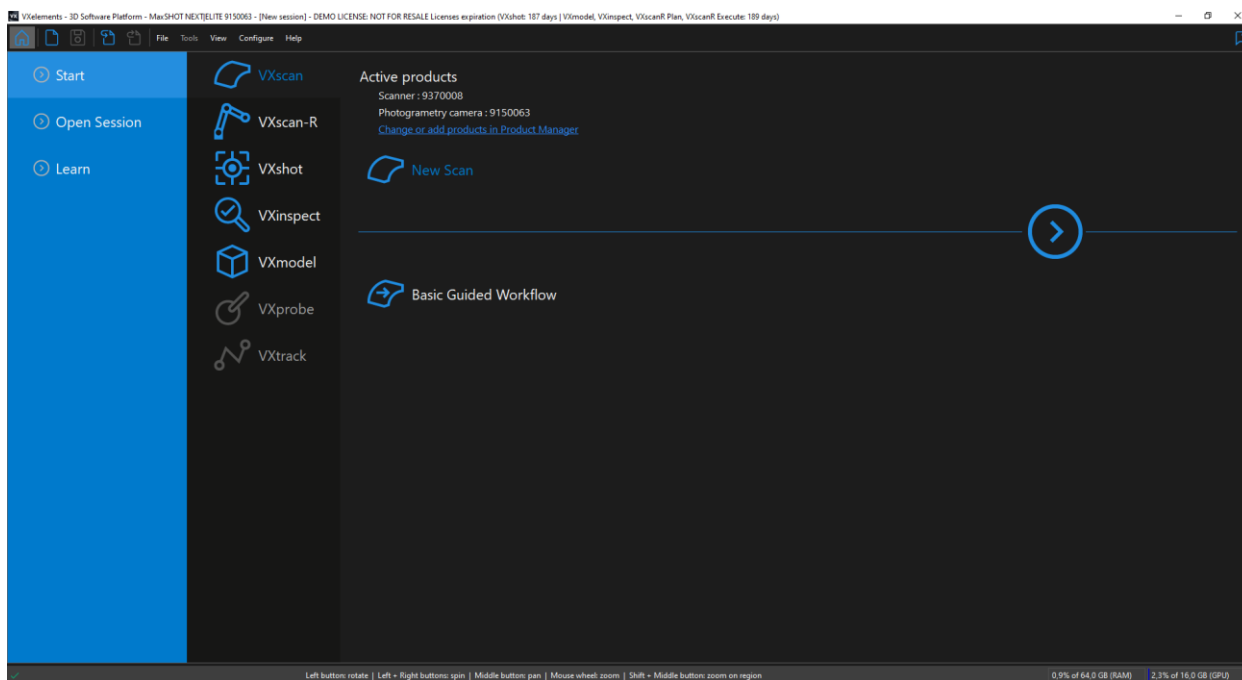 VXelements - 3D Software Platform - MaxSHOT NEXT|ELITE 9150063 - [New session] - DEMO LICENSE: NOT FOR RESALE Licenses expiration (VXshot: 187 days | VXmodel, VXinspect, VXscanR Plan, VXscanR Execute: 189 days)
File Tools View Configure Help
Start
Open Session
Learn
VXscan
VXscan-R
VXshot
VXinspect
VXmodel
VXprobe
VXtrack
Active products
Scanner : 9370008
Photogrametry camera : 9150063
Change or add products in Product Manager
New Scan
Basic Guided Workflow
Left button: rotate | Left + Right buttons: spin | Middle button: pan | Mouse wheel: zoom | Shift + Middle button: zoom on region
0,9% of 64,0 GB (RAM) 2,3% of 16,0 GB (GPU)